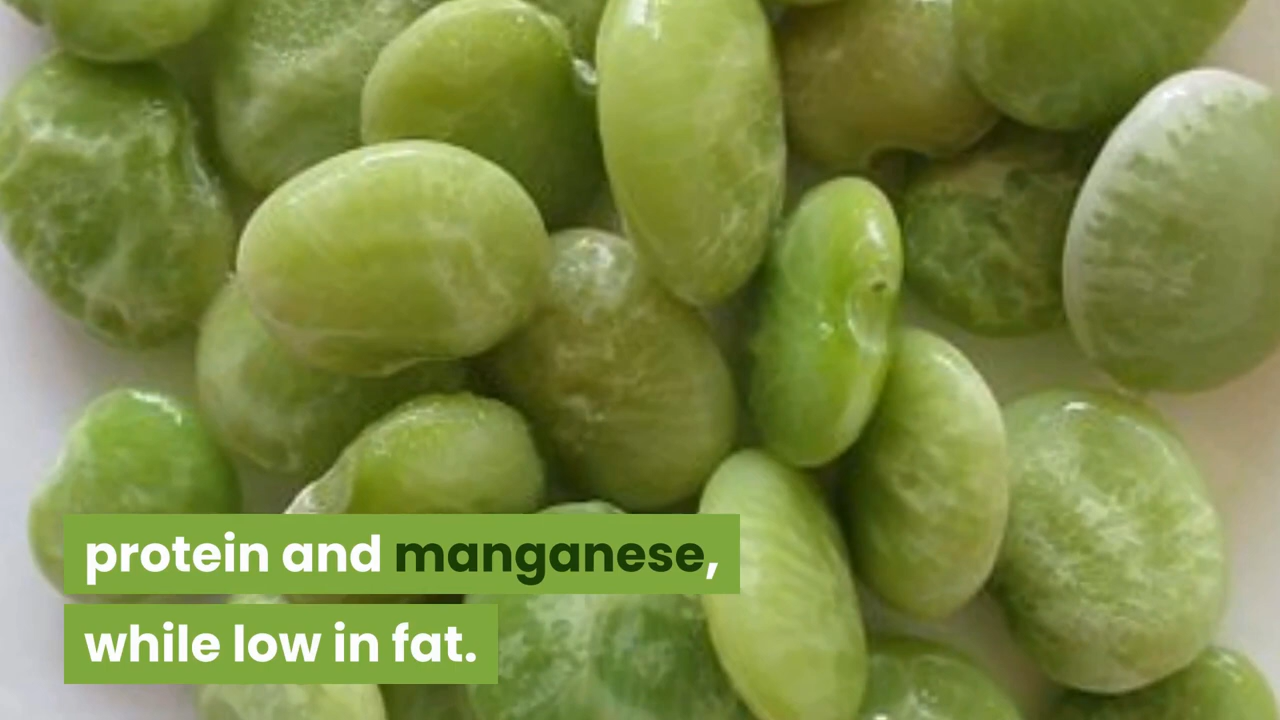 protein and manganese,
while low in fat.